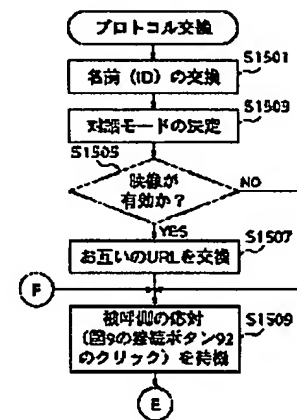 プロトコル交換
S1501
名前（ID）の交換
S1503
対話モードの決定
S1505
映像が
有効か？
NO
YES
S1507
お互いのURLを交換
F
S1509
被呼側の応対
(図9の接続ボタン92
のクリック）を待機
E